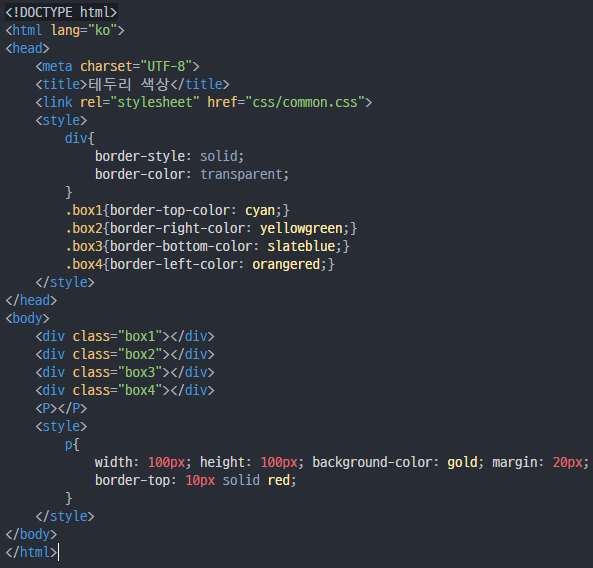 <!DOCTYPE html>
<html lang="ko">
<head>
    <meta charset="UTF-8">
    <title>테두리 색상</title>
    <link rel="stylesheet" href="css/common.css">
    <style>
        div{
            border-style: solid;
            border-color: transparent;
        }
        .box1{border-top-color: cyan;}
        .box2{border-right-color: yellowgreen;}
        .box3{border-bottom-color: slateblue;}
        .box4{border-left-color: orangered;}
    </style>
</head>
<body>
    <div class="box1"></div>
    <div class="box2"></div>
    <div class="box3"></div>
    <div class="box4"></div>
    <P></P>
    <style>
        p{
            width: 100px; height: 100px; background-color: gold; margin: 20px;
            border-top: 10px solid red;
        }
    </style>
</body>
</html>